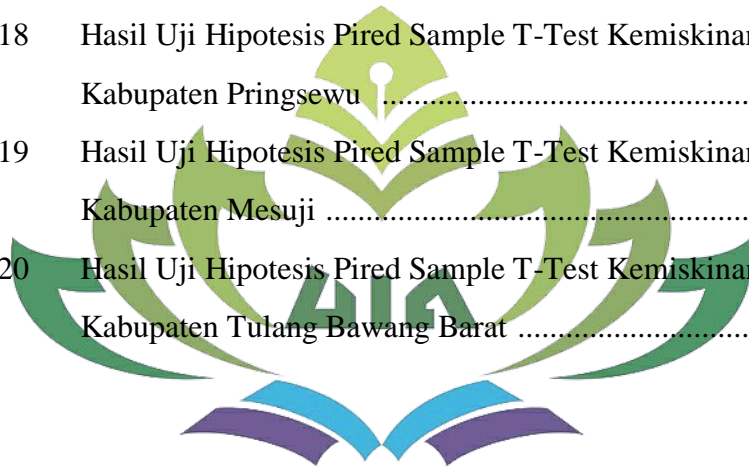 18 Hasil Uji Hipotesis Pired Sample T-Test Kemiskinan
Kabupaten Pringsewu ..........................................
19 Hasil Uji Hipotesis Pired Sample T-Test Kemiskinan
Kabupaten Mesuji ................................................
20 Hasil Uji Hipotesis Pired Sample T-Test Kemiskinan
Kabupaten Tulang Bawang Barat ..........................
UIN